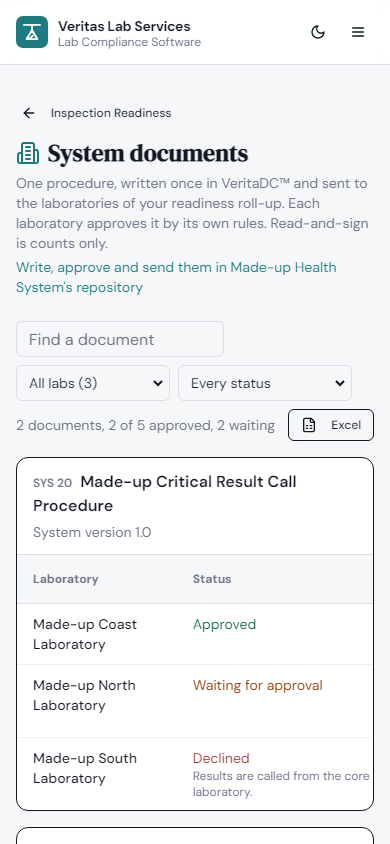 Veritas Lab Services
Lab Compliance Software
Inspection Readiness
System documents
One procedure, written once in VeritaDC™ and sent to
the laboratories of your readiness roll-up. Each
laboratory approves it by its own rules. Read-and-sign
is counts only.
Write, approve and send them in Made-up Health
System's repository
Find a document
All labs (3)
Every status
2 documents, 2 of 5 approved, 2 waiting
Excel
SYS 20 Made-up Critical Result Call
Procedure
System version 1.0
Laboratory Status
Made-up Coast
Laboratory
Approved
Made-up North
Laboratory
Waiting for approval
Made-up South
Laboratory
Declined
Results are called from the core
laboratory.